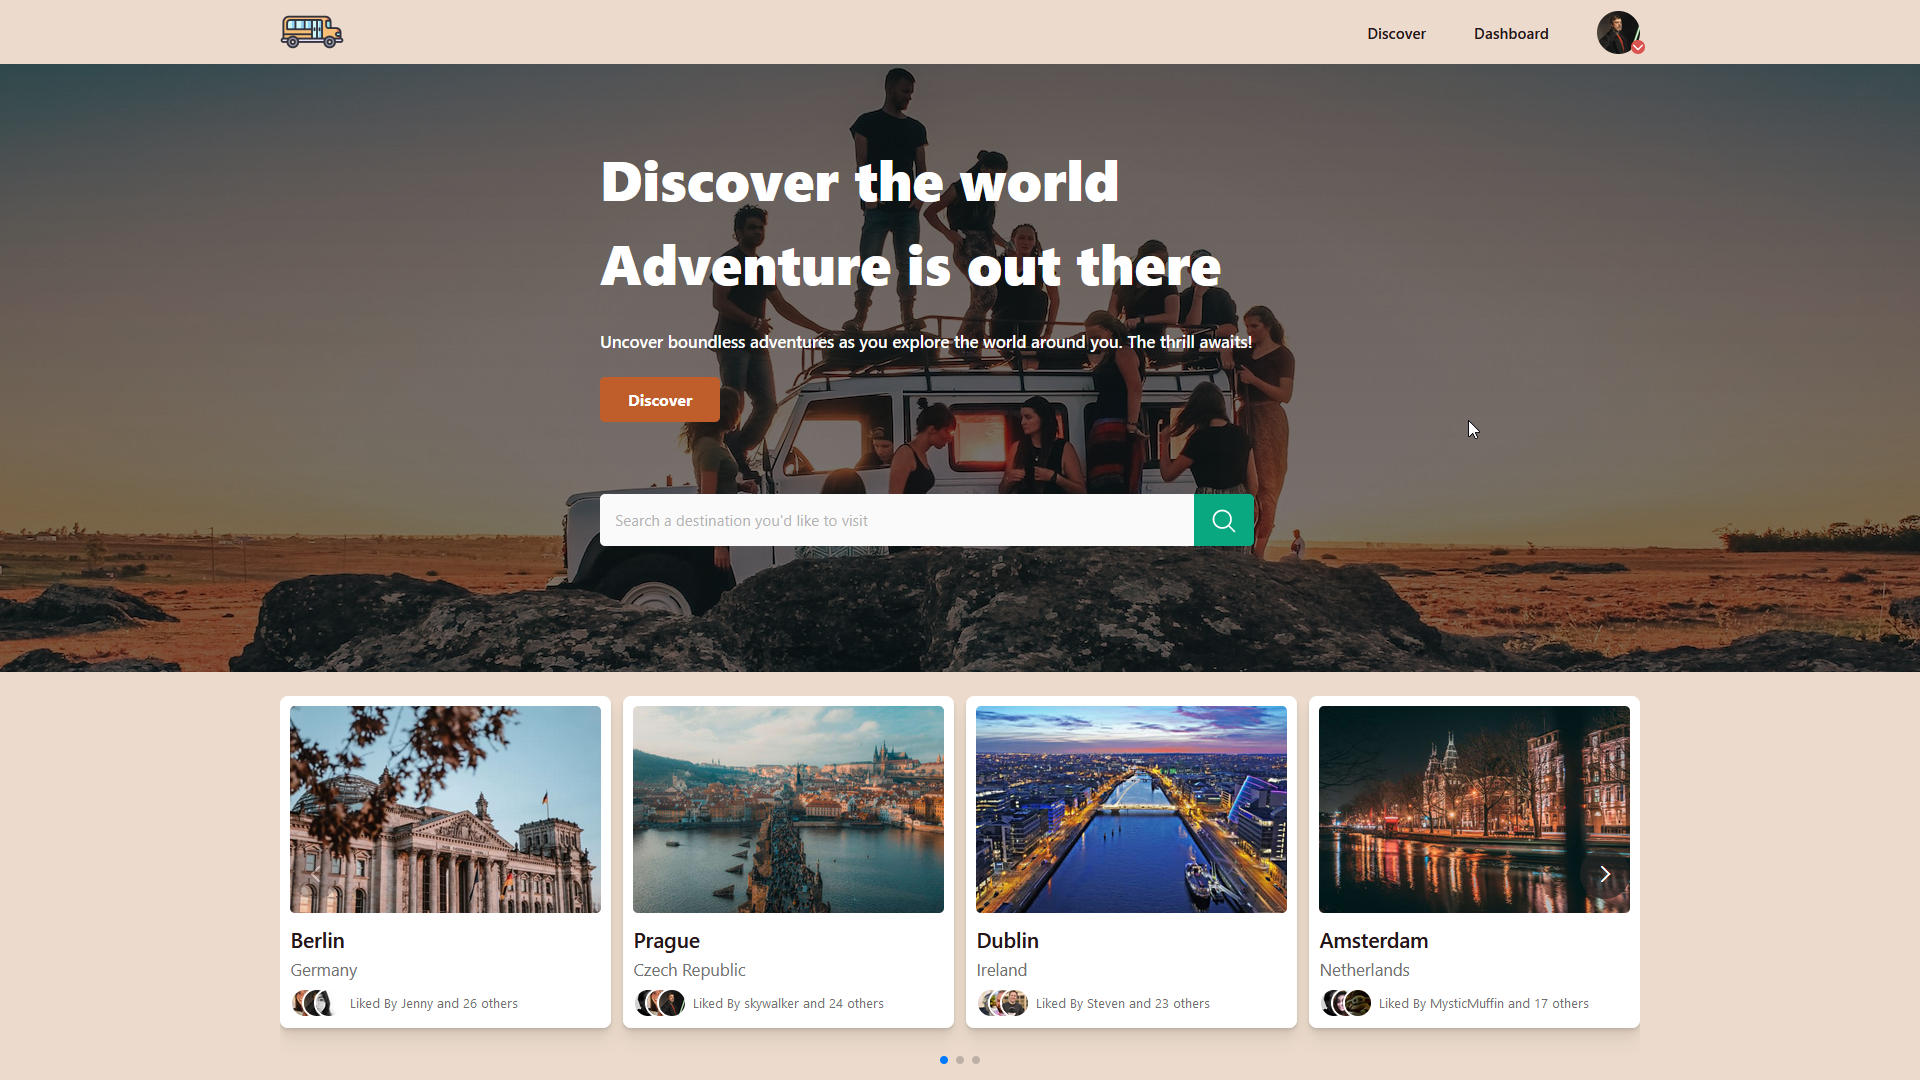 Discover
Dashboard
Discover the world
Adventure is out there
Uncover boundless adventures as you explore the world around you. The thrill awaits!
Discover
Search a destination you'd like to visit
Berlin
Germany
Liked By Jenny and 26 others
Prague
Czech Republic
Liked By skywalker and 24 others
Dublin
Ireland
Liked By Steven and 23 others
Amsterdam
Netherlands
Liked By MysticMuffin and 17 others